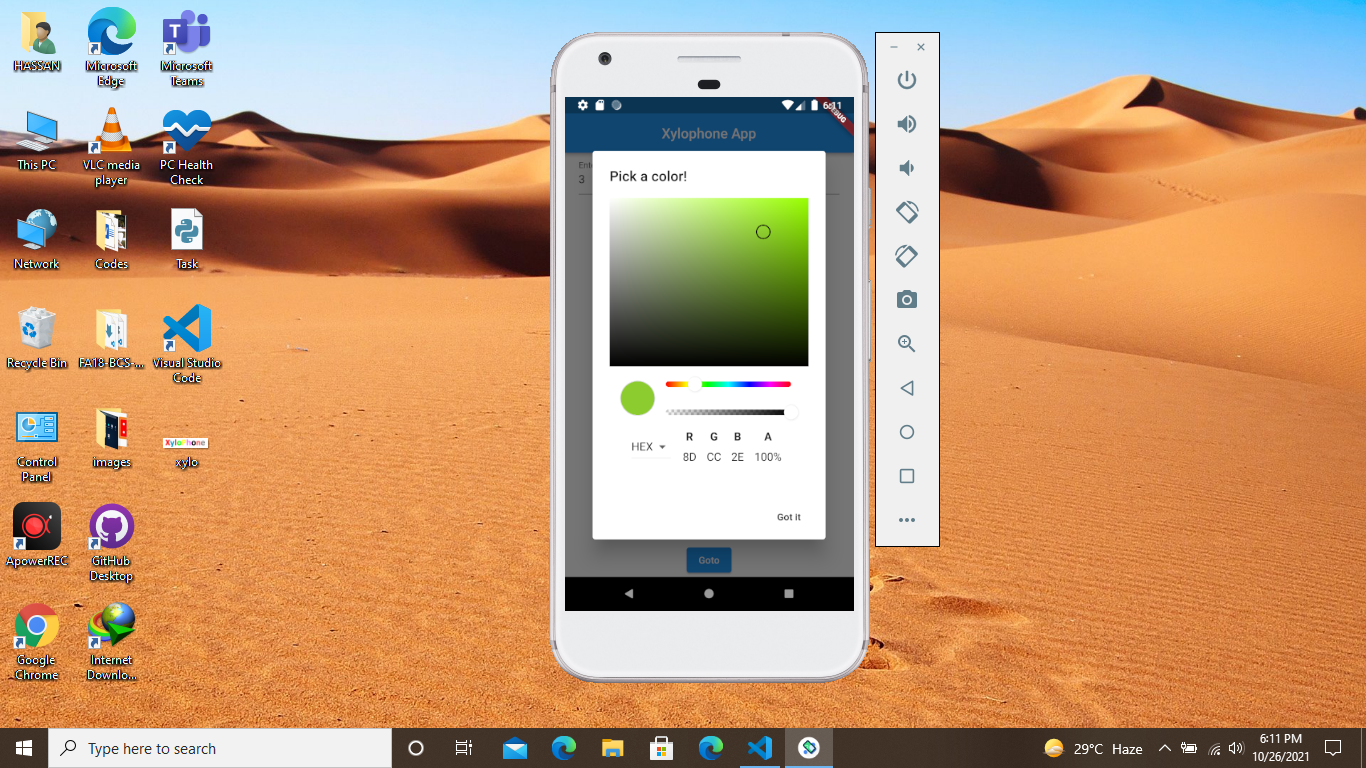 HASSAN
Microsoft
Edge
Microsoft
Teams
This PC
VLC media
player
PC Health
Check
Network
Codes
Task
Recycle Bin
FA18-BCS-...
Visual Studio
Code
Control
Panel
images
XyloPhone
xylo
ApowerREC
GitHub
Desktop
Google
Chrome
Internet
Downlo...
6:11
Xylophone App
3
Pick a color!
HEX
R G B A
8D CC 2E 100%
Got it
Goto
Type here to search
29°C Haze
6:11 PM
10/26/2021